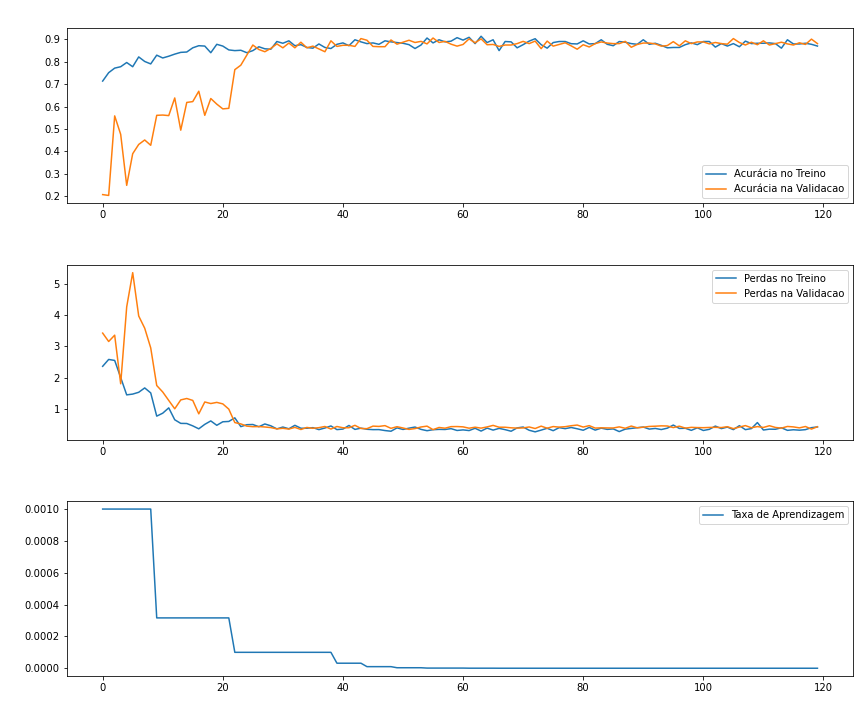 0.9
0.8
0.7
0.6
0.5
0.4
0.3
0.2
Acurácia no Treino
Acurácia na Validacao
0 20 40 60 80 100 120
5
4
3
2
1
Perdas no Treino
Perdas na Validacao
0 20 40 60 80 100 120
0.0010
0.0008
0.0006
0.0004
0.0002
0.0000
Taxa de Aprendizagem
0 20 40 60 80 100 120